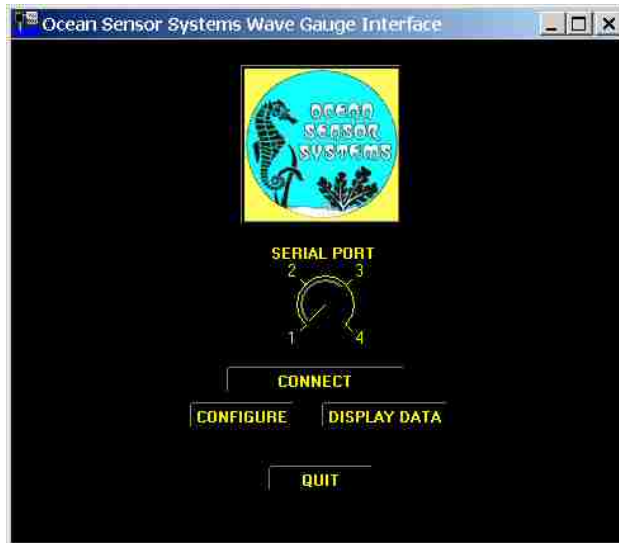 Ocean Sensor Systems Wave Gauge Interface
OCEAN
SENSOR
SYSTEMS
SERIAL PORT
2 3
1 4
CONNECT
CONFIGURE DISPLAY DATA
QUIT